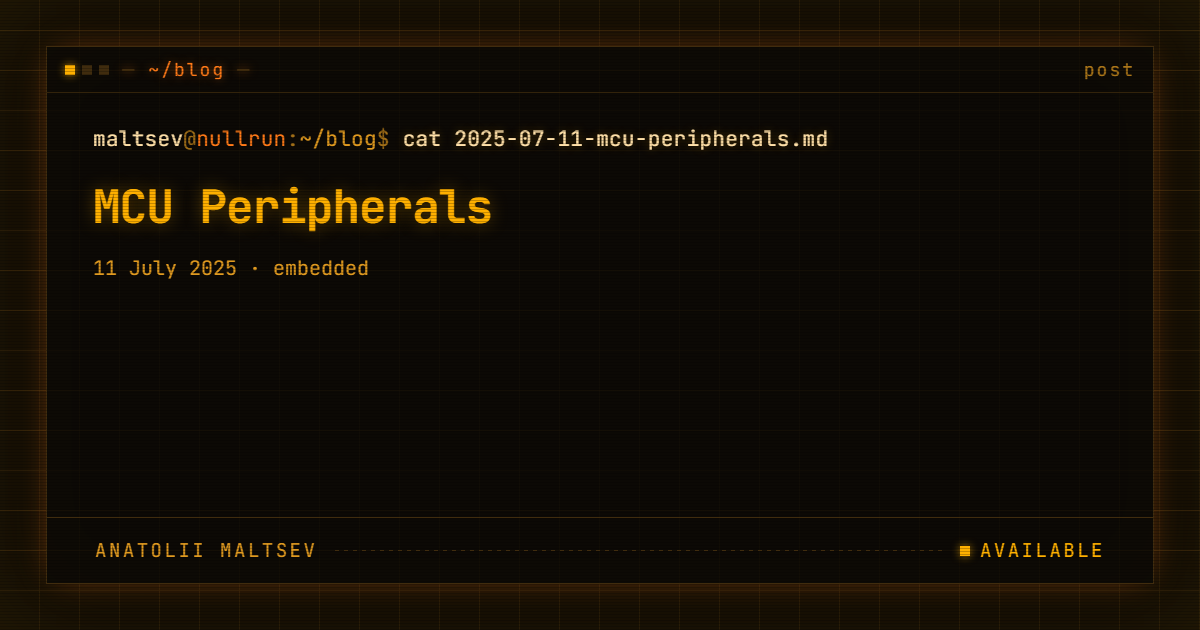 — ~/blog —
post
maltsev@nullrun:~/blog$ cat 2025-07-11-mcu-peripherals.md
MCU Peripherals
11 July 2025 · embedded
ANATOLII MALTSEV
AVAILABLE